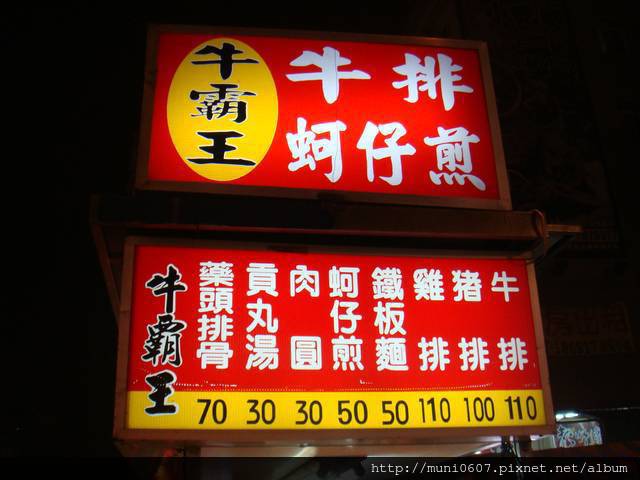 牛霸王
牛排
蚵仔煎
牛霸王
藥頭排骨
貢丸湯
肉圓
蚵仔煎
鐵板麵
雞排
猪排
牛排
70 30 30 50 50 110 100 110
http://muni0607.pixnet.net/album